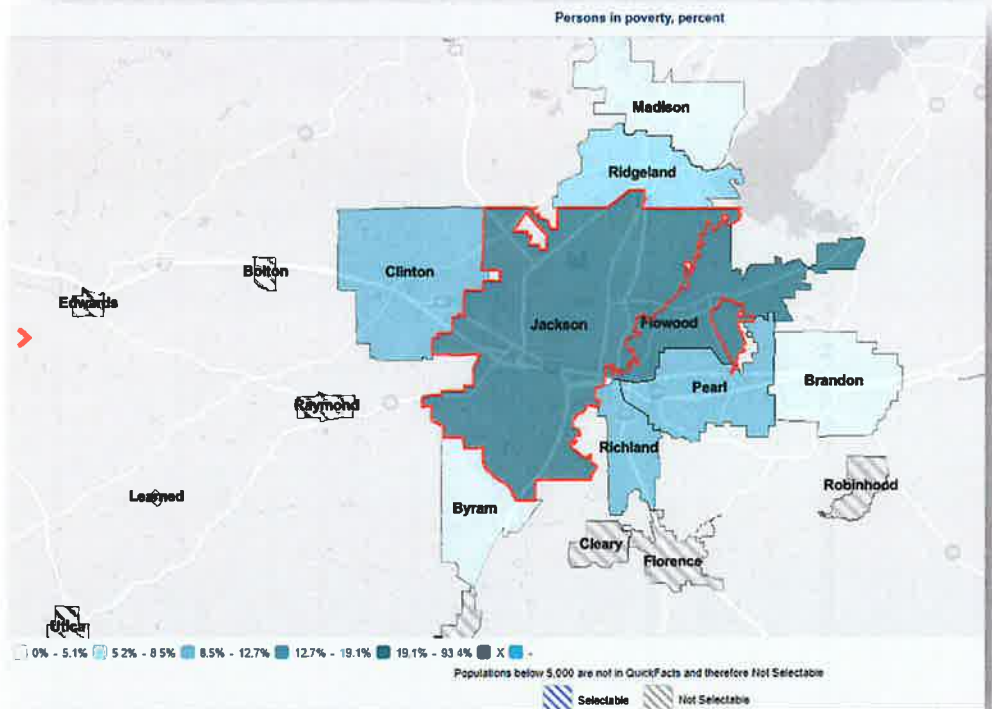 Persons in poverty, percent
Madison
Ridgeland
Bolton
Clinton
Edwards
Jackson
Flowood
Pearl
Brandon
Raymond
Richland
Learned
Robinhood
Byram
Cleary
Florence
Utica
0% - 5.1% 5 2% - 8 5% 8.5% - 12.7% 12.7% - 19.1% 19.1% - 93 4% X -
Populations below 5,000 are not in QuickFacts and therefore Not Selectable
Selectable Not Selectable